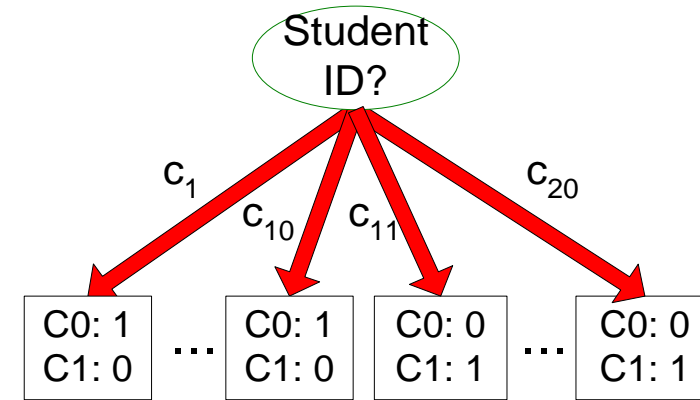 Student
ID?
c1
c20
c10
c11
C0: 1
C1: 0
...
C0: 1
C1: 0
C0: 0
C1: 1
...
C0: 0
C1: 1